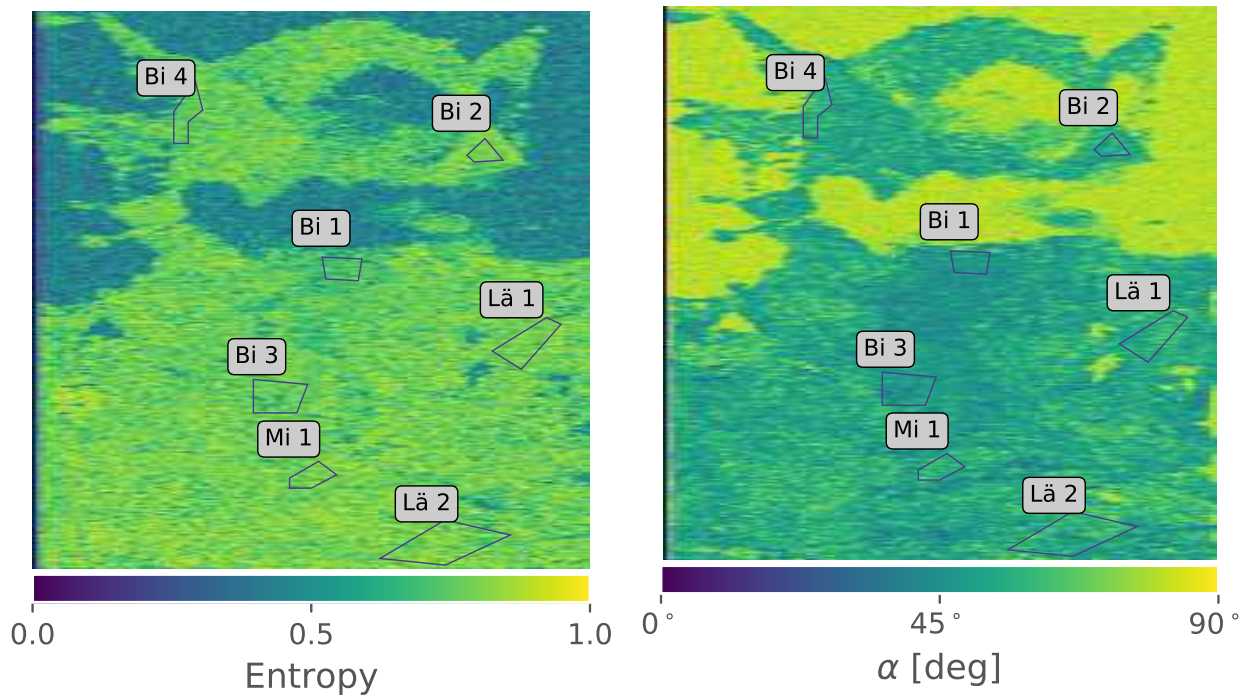 Bi 4
Bi 2
Bi 1
Lä 1
Bi 3
Mi 1
Lä 2
0.0 0.5 1.0
Entropy
Bi 4
Bi 2
Bi 1
Lä 1
Bi 3
Mi 1
Lä 2
0° 45° 90°
α [deg]